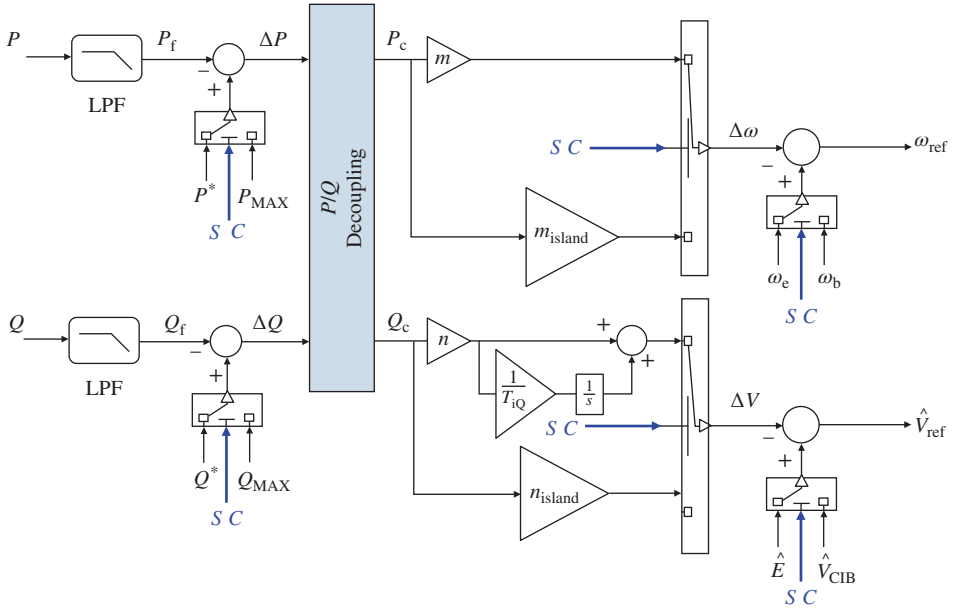 P
LPF
P_f
−
+
ΔP
P*
P_MAX
S C
P/Q
Decoupling
P_c
m
m_island
S C
Δω
−
+
ω_ref
ω_e
ω_b
S C
Q
LPF
Q_f
−
+
ΔQ
Q*
Q_MAX
S C
Q_c
n
1/T_iQ
1/s
+
+
S C
n_island
ΔV
−
+
V̂_ref
Ê
V̂_CIB
S C